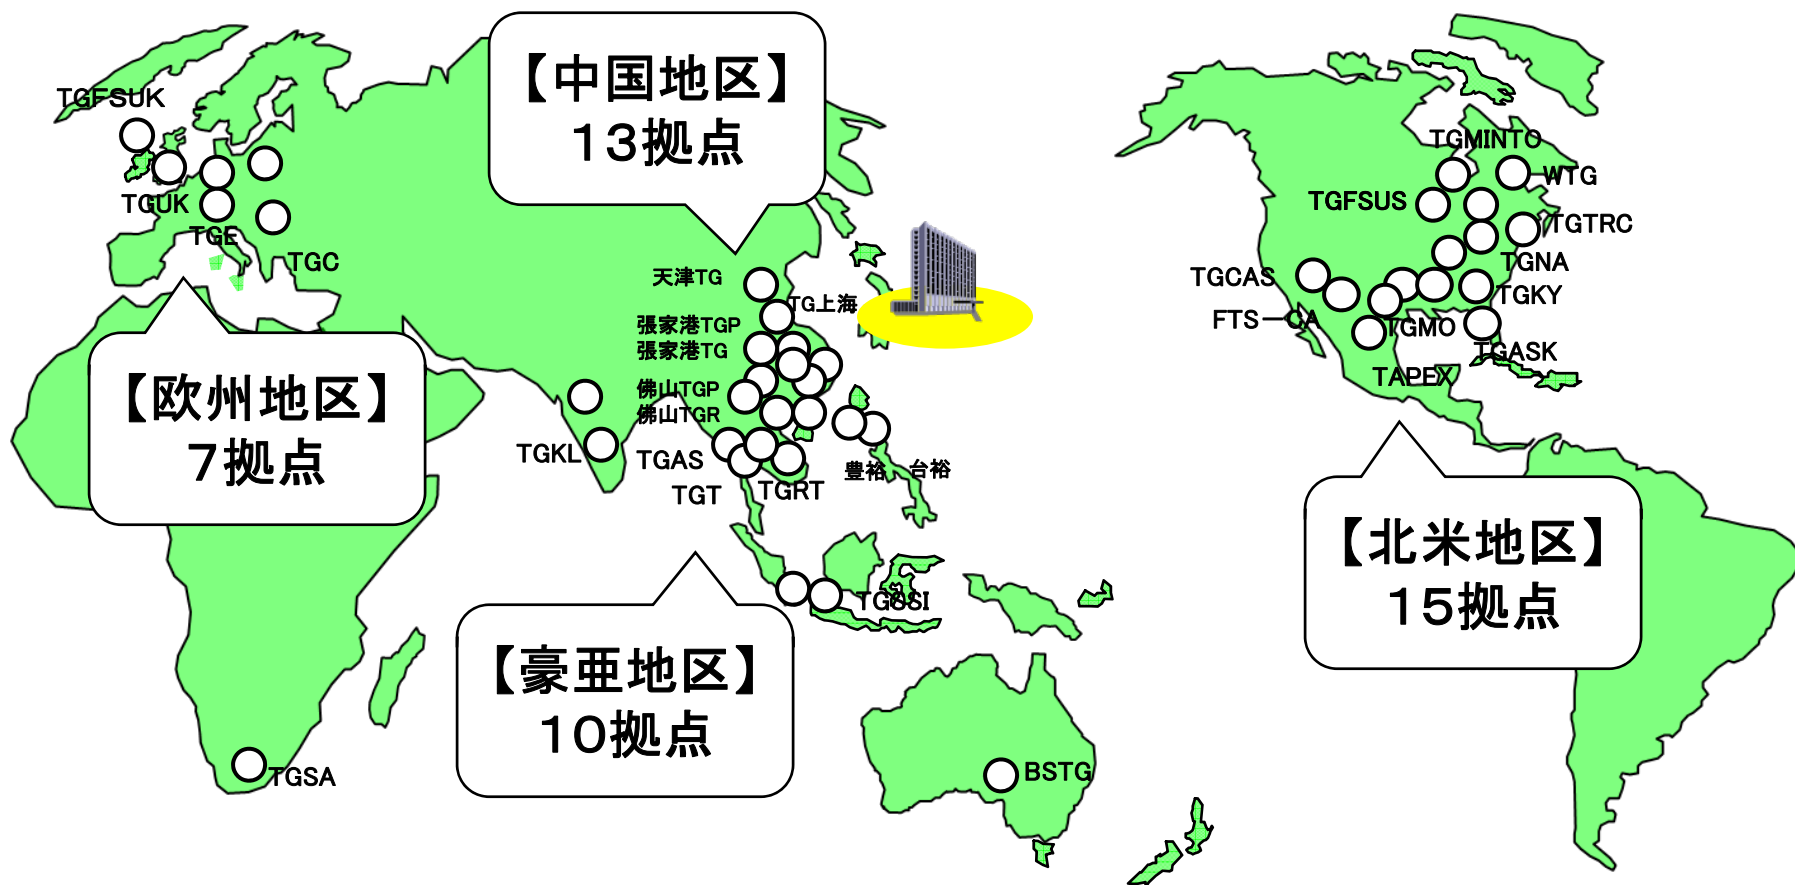 TGFSUK
TGUK
TGE
TGC
【欧州地区】
7拠点
TGSA
【中国地区】
13拠点
天津TG
TG上海
張家港TGP
張家港TG
佛山TGP
佛山TGR
TGKL
TGAS
TGT
TGRT
豊裕
台裕
TGSSI
【豪亜地区】
10拠点
BSTG
TGMINTO
WTG
TGFSUS
TGTRC
TGNA
TGCAS
TGKY
FTS－CA
TGMO
TGASK
TAPEX
【北米地区】
15拠点